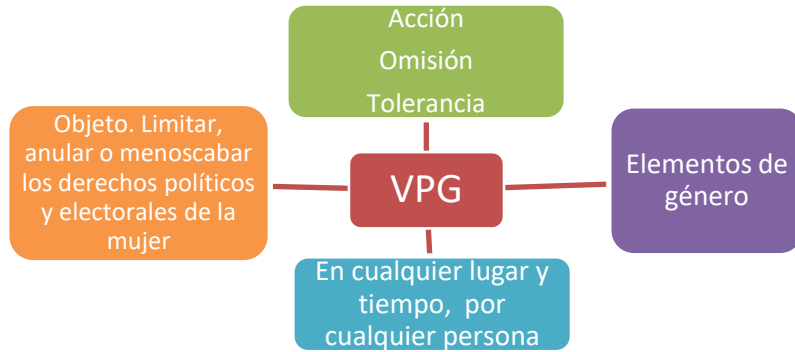 Acción
Omisión
Tolerancia
Objeto. Limitar,
anular o menoscabar
los derechos políticos
y electorales de la
mujer
VPG
Elementos de
género
En cualquier lugar y
tiempo, por
cualquier persona